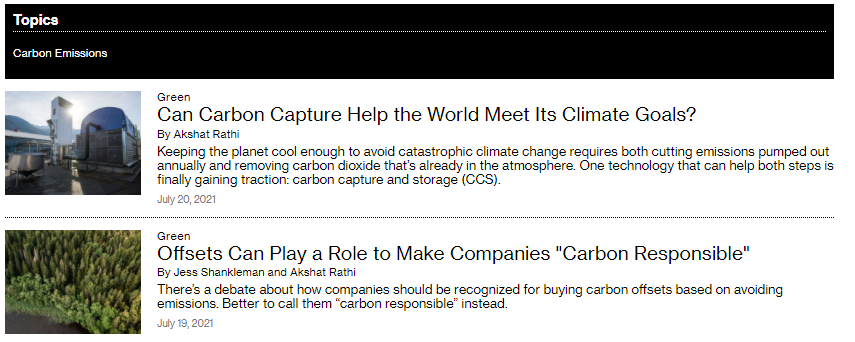 Topics
Carbon Emissions
Green
Can Carbon Capture Help the World Meet Its Climate Goals?
By Akshat Rathi
Keeping the planet cool enough to avoid catastrophic climate change requires both cutting emissions pumped out
annually and removing carbon dioxide that’s already in the atmosphere. One technology that can help both steps is
finally gaining traction: carbon capture and storage (CCS).
July 20, 2021
Green
Offsets Can Play a Role to Make Companies "Carbon Responsible"
By Jess Shankleman and Akshat Rathi
There’s a debate about how companies should be recognized for buying carbon offsets based on avoiding
emissions. Better to call them “carbon responsible” instead.
July 19, 2021